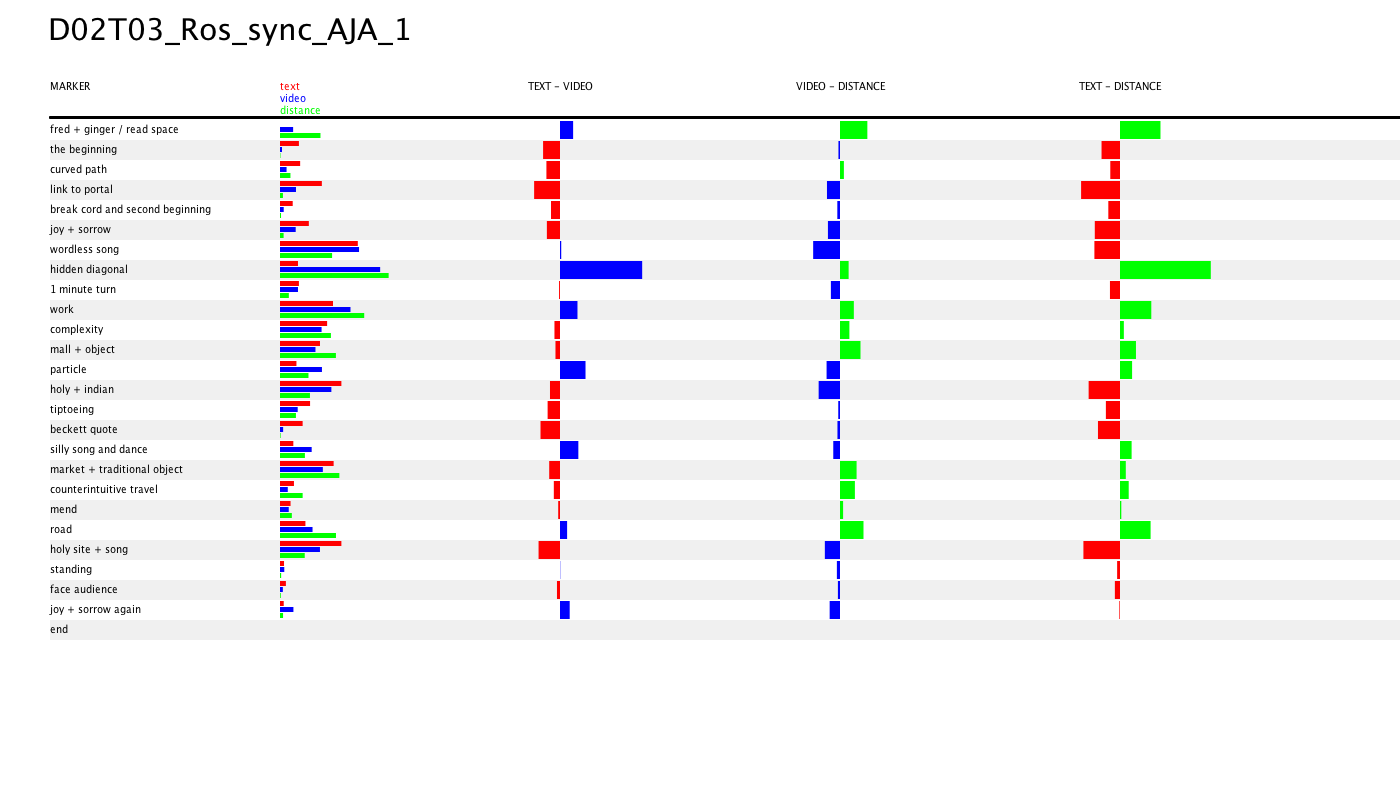 D02T03_Ros_sync_AJA_1
MARKER
text
video
distance
TEXT - VIDEO
VIDEO - DISTANCE
TEXT - DISTANCE
fred + ginger / read space
the beginning
curved path
link to portal
break cord and second beginning
joy + sorrow
wordless song
hidden diagonal
1 minute turn
work
complexity
mall + object
particle
holy + indian
tiptoeing
beckett quote
silly song and dance
market + traditional object
counterintuitive travel
mend
road
holy site + song
standing
face audience
joy + sorrow again
end